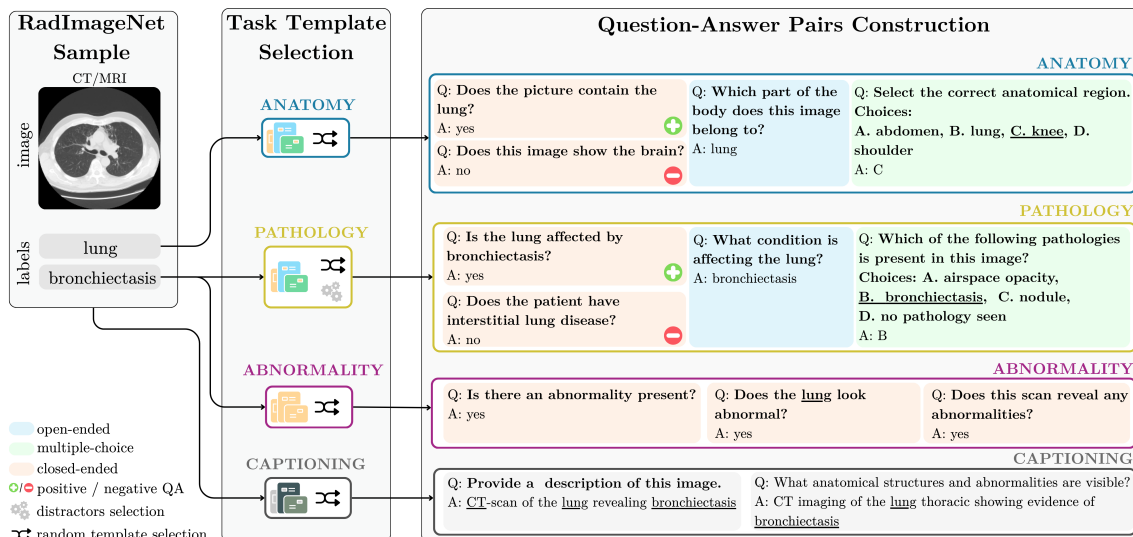 RadImageNet
Sample
CT/MRI
image
labels
lung
bronchiectasis
open-ended
multiple-choice
closed-ended
/ positive / negative QA
distractors selection
random template selection
Task Template
Selection
ANATOMY
PATHOLOGY
ABNORMALITY
CAPTIONING
Question-Answer Pairs Construction
ANATOMY
Q: Does the picture contain the
lung?
A: yes
Q: Does this image show the brain?
A: no
Q: Which part of the
body does this image
belong to?
A: lung
Q: Select the correct anatomical region.
Choices:
A. abdomen, B. lung, C. knee, D.
shoulder
A: C
PATHOLOGY
Q: Is the lung affected by
bronchiectasis?
A: yes
Q: Does the patient have
interstitial lung disease?
A: no
Q: What condition is
affecting the lung?
A: bronchiectasis
Q: Which of the following pathologies
is present in this image?
Choices: A. airspace opacity,
B. bronchiectasis, C. nodule,
D. no pathology seen
A: B
ABNORMALITY
Q: Is there an abnormality present?
A: yes
Q: Does the lung look
abnormal?
A: yes
Q: Does this scan reveal any
abnormalities?
A: yes
CAPTIONING
Q: Provide a description of this image.
A: CT-scan of the lung revealing bronchiectasis
Q: What anatomical structures and abnormalities are visible?
A: CT imaging of the lung thoracic showing evidence of
bronchiectasis